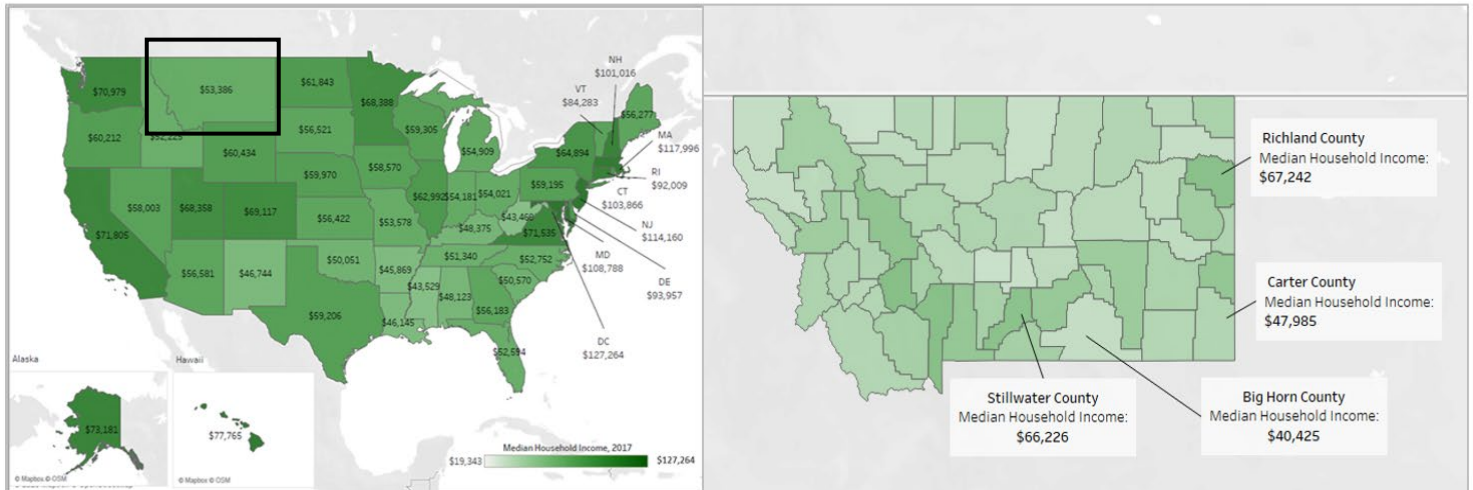 NH
$101,016
VT
$84,283
$70,979
$53,386
$61,843
$68,388
$56,277
$60,212
$56,521
$59,305
$54,909
$64,894
MA
$117,996
$60,434
$58,570
$59,195
RI
$92,009
$59,970
$62,992
$54,181
$54,021
CT
$103,866
$58,003
$68,358
$69,117
$56,422
$53,578
$43,469
$48,375
$71,535
NJ
$114,160
$71,805
$51,340
$52,752
MD
$108,788
$56,581
$46,744
$50,051
$45,869
$50,570
DE
$93,957
$43,529
$48,123
$56,183
$59,206
$46,145
$52,594
DC
$127,264
Alaska
Hawaii
$73,181
$77,765
© Mapbox © OSM
© Mapbox © OSM
Median Household Income, 2017
$19,343
$127,264
Richland County
Median Household Income:
$67,242
Carter County
Median Household Income:
$47,985
Stillwater County
Median Household Income:
$66,226
Big Horn County
Median Household Income:
$40,425